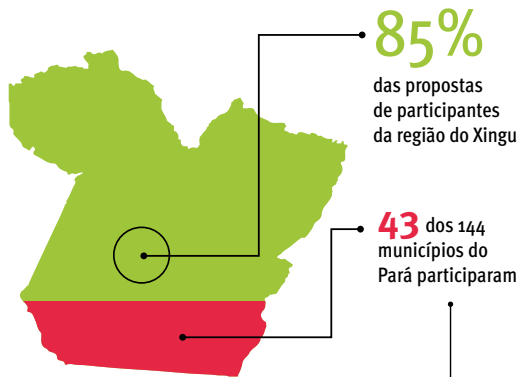 85%
das propostas
de participantes
da região do Xingu
43 dos 144
municípios do
Pará participaram